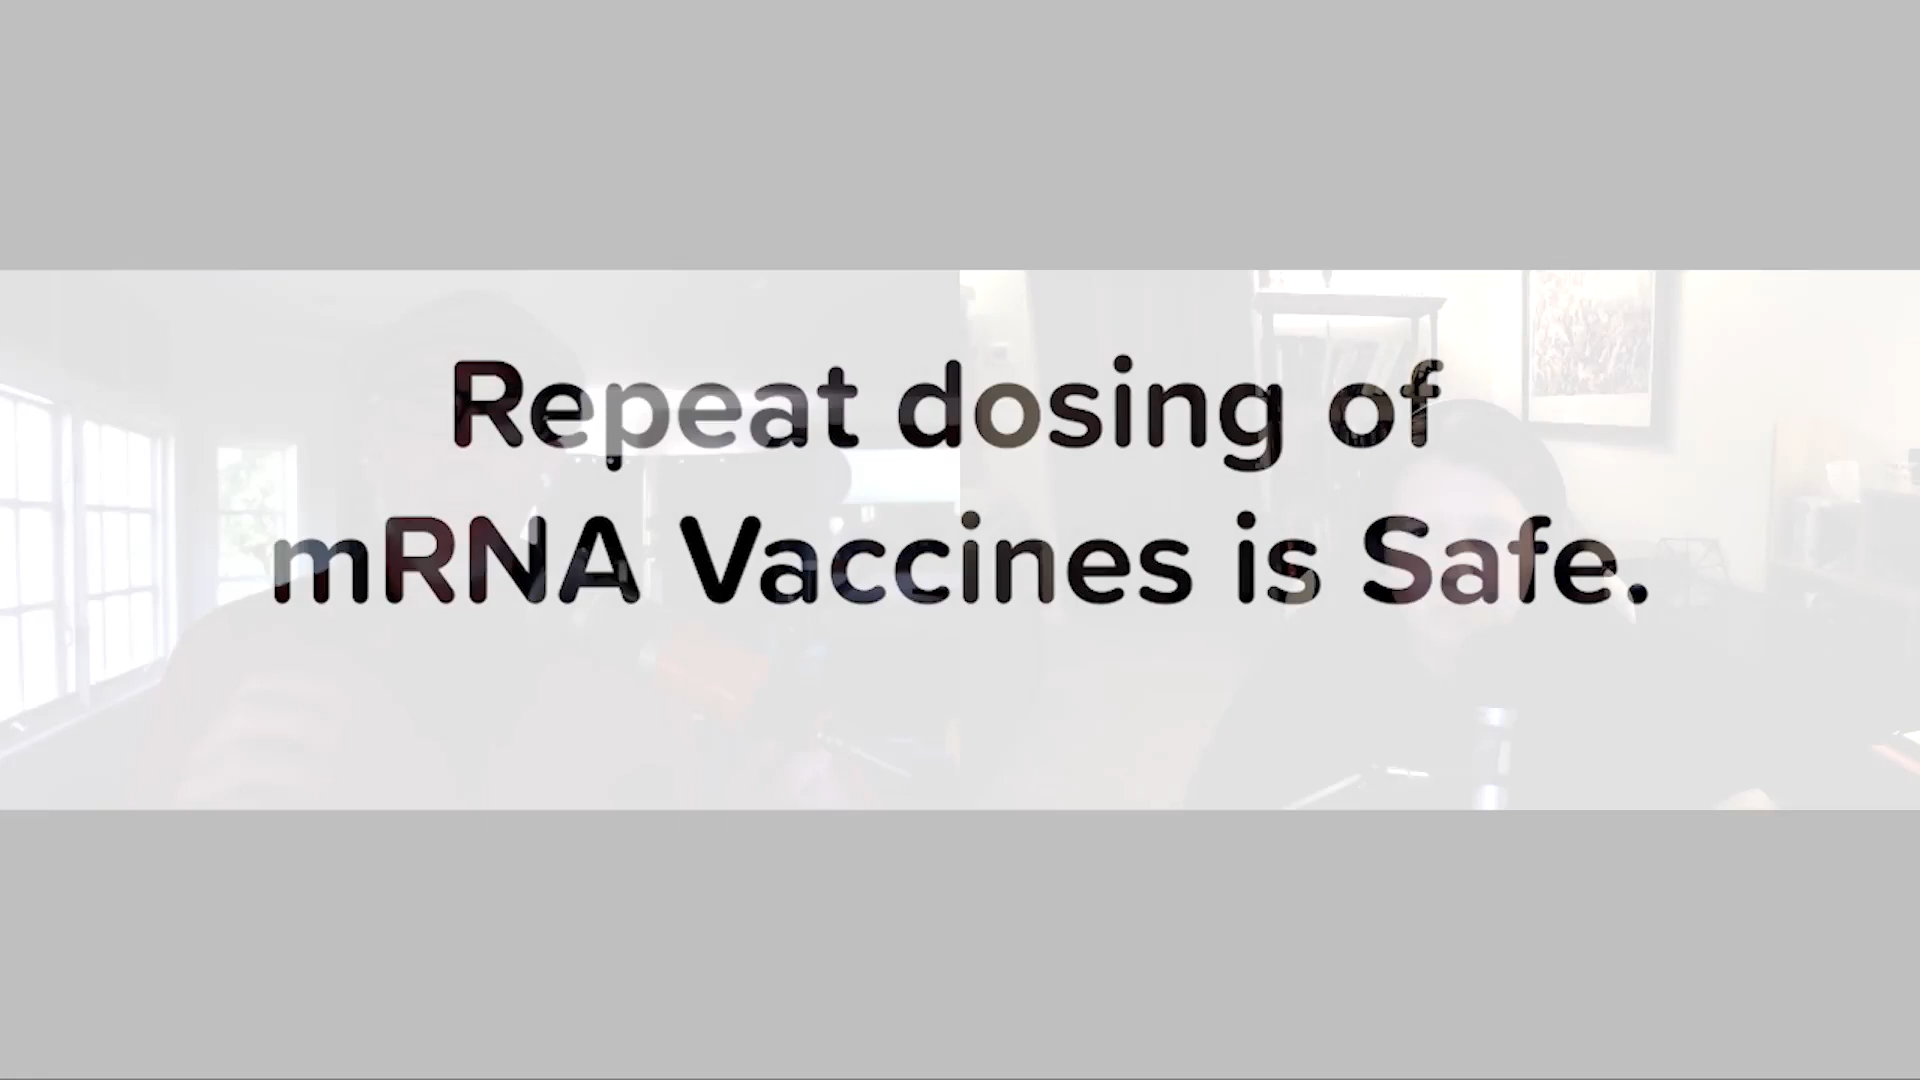 Repeat dosing of
mRNA Vaccines is Safe.